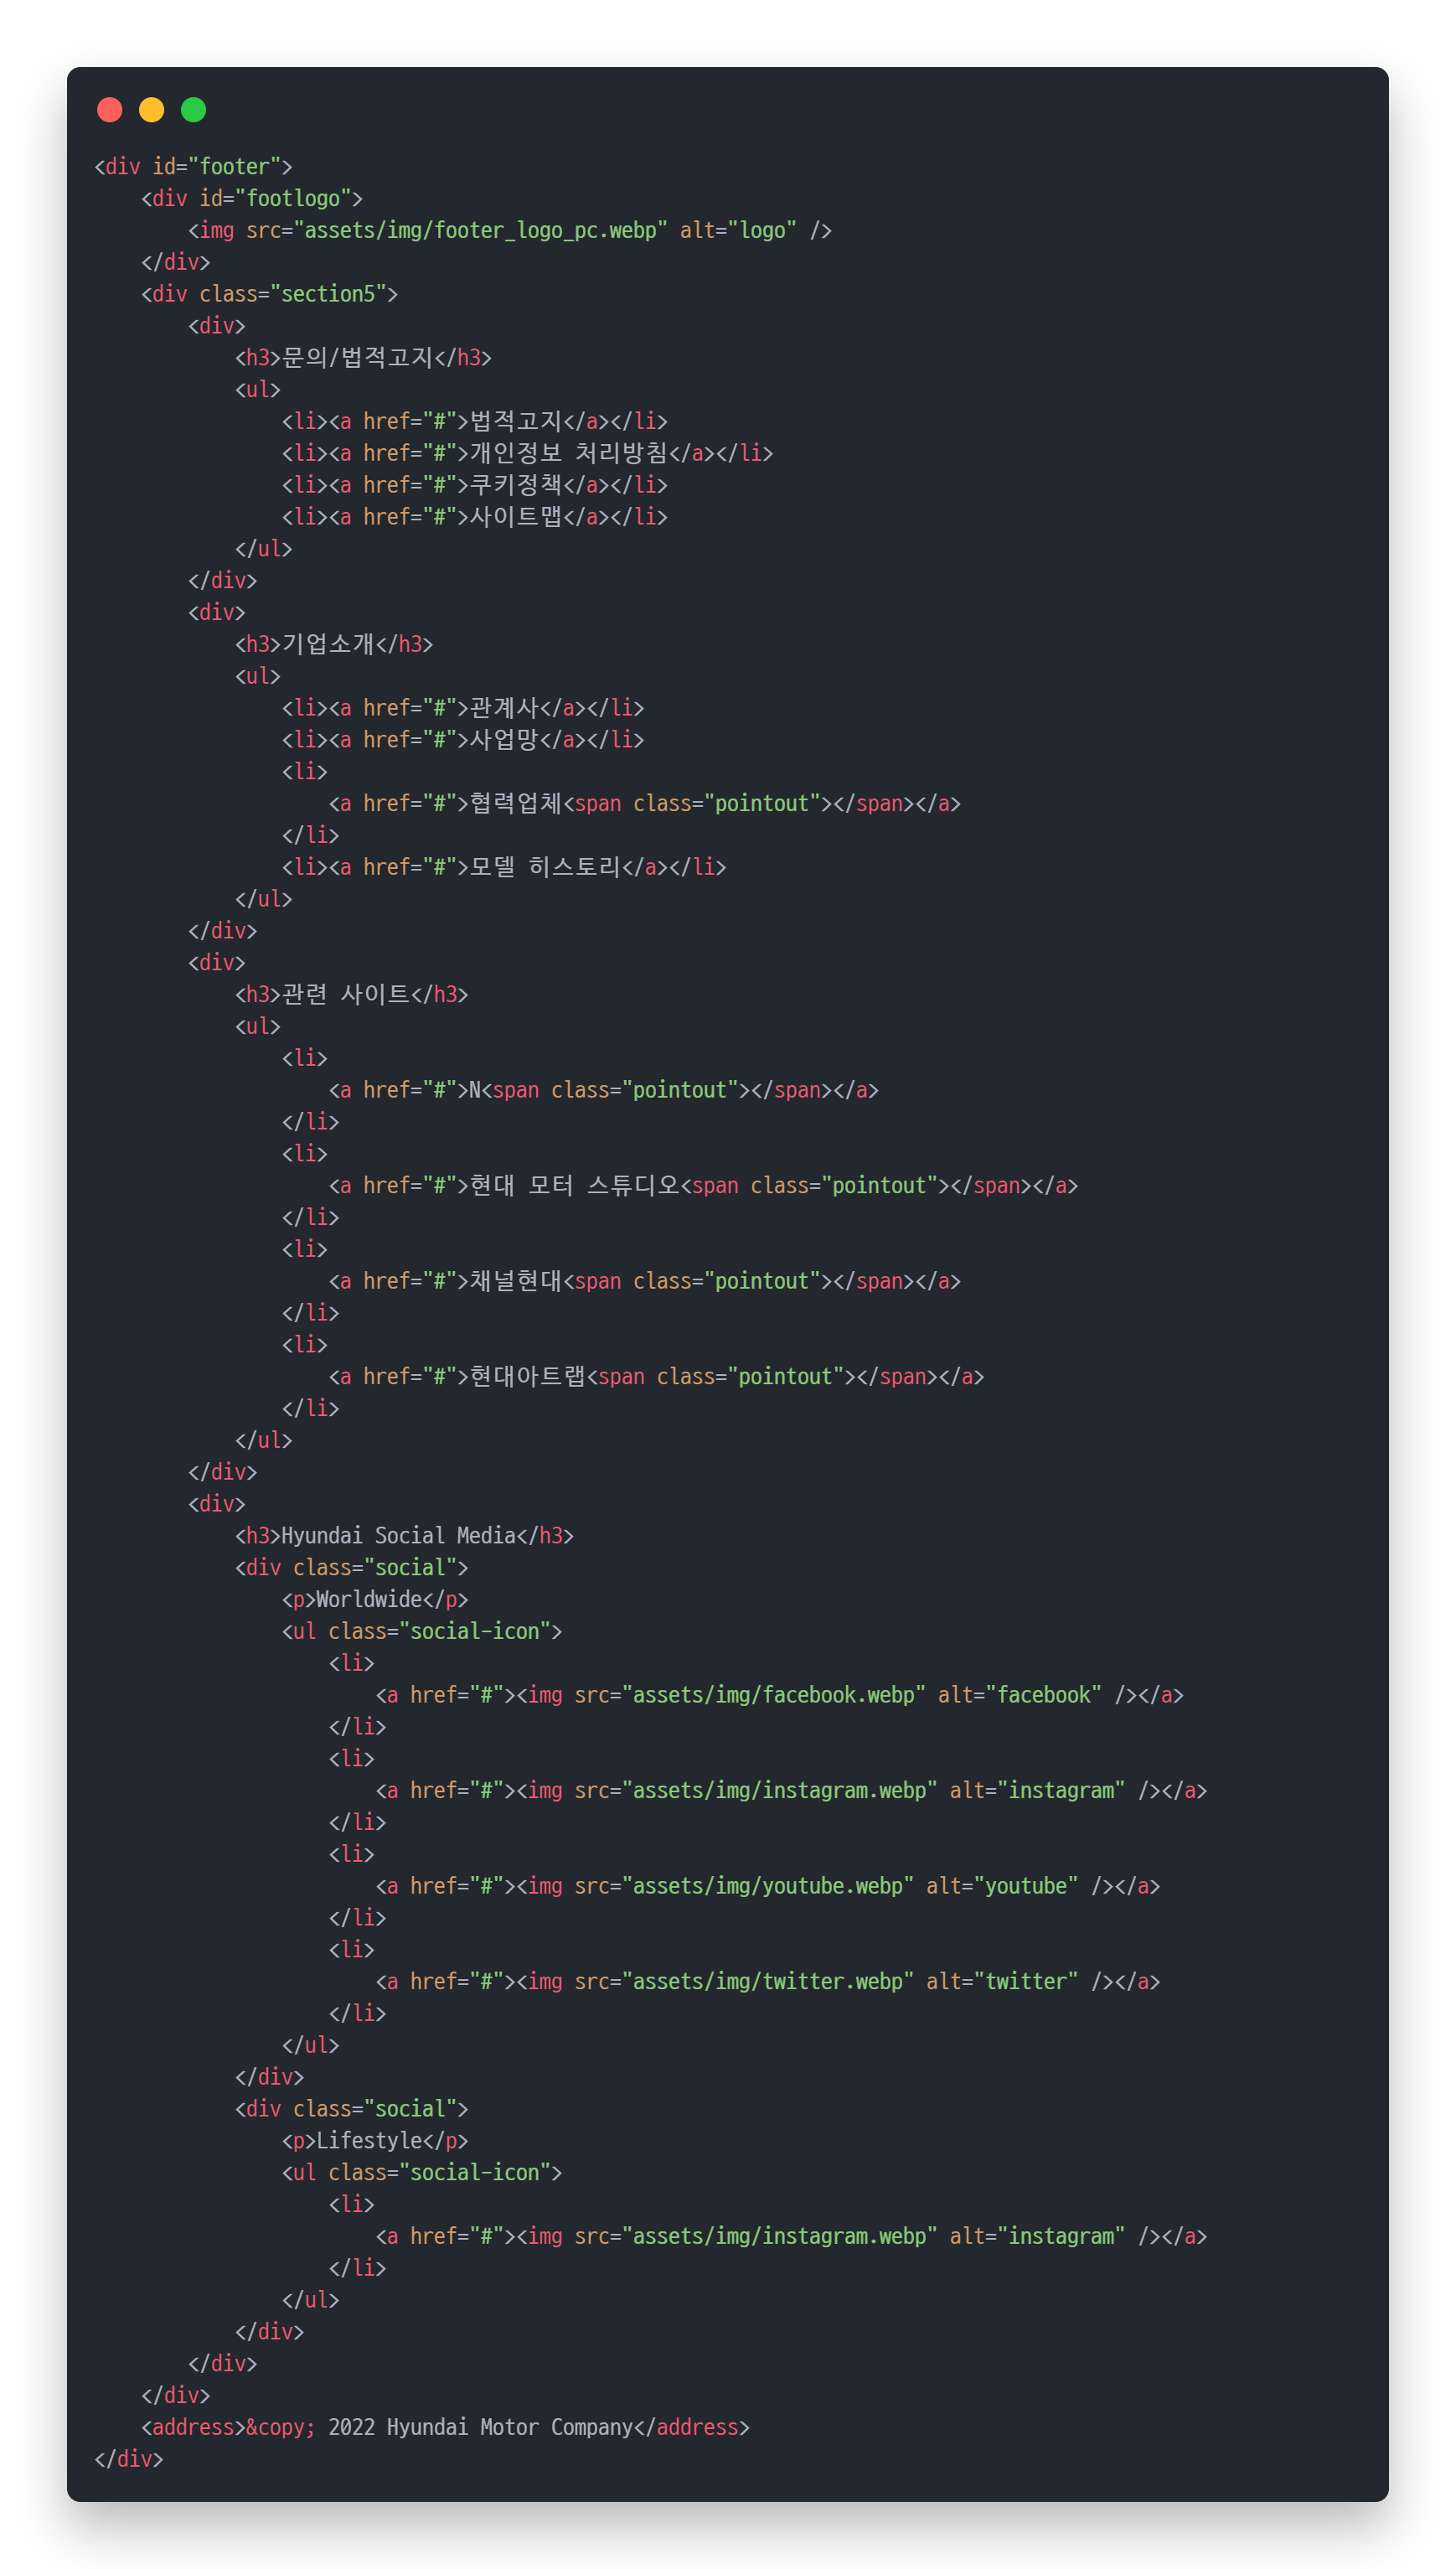 <div id="footer">
    <div id="footlogo">
        <img src="assets/img/footer_logo_pc.webp" alt="logo" />
    </div>
    <div class="section5">
        <div>
            <h3>문의/법적고지</h3>
            <ul>
                <li><a href="#">법적고지</a></li>
                <li><a href="#">개인정보 처리방침</a></li>
                <li><a href="#">쿠키정책</a></li>
                <li><a href="#">사이트맵</a></li>
            </ul>
        </div>
        <div>
            <h3>기업소개</h3>
            <ul>
                <li><a href="#">관계사</a></li>
                <li><a href="#">사업망</a></li>
                <li>
                    <a href="#">협력업체<span class="pointout"></span></a>
                </li>
                <li><a href="#">모델 히스토리</a></li>
            </ul>
        </div>
        <div>
            <h3>관련 사이트</h3>
            <ul>
                <li>
                    <a href="#">N<span class="pointout"></span></a>
                </li>
                <li>
                    <a href="#">현대 모터 스튜디오<span class="pointout"></span></a>
                </li>
                <li>
                    <a href="#">채널현대<span class="pointout"></span></a>
                </li>
                <li>
                    <a href="#">현대아트랩<span class="pointout"></span></a>
                </li>
            </ul>
        </div>
        <div>
            <h3>Hyundai Social Media</h3>
            <div class="social">
                <p>Worldwide</p>
                <ul class="social-icon">
                    <li>
                        <a href="#"><img src="assets/img/facebook.webp" alt="facebook" /></a>
                    </li>
                    <li>
                        <a href="#"><img src="assets/img/instagram.webp" alt="instagram" /></a>
                    </li>
                    <li>
                        <a href="#"><img src="assets/img/youtube.webp" alt="youtube" /></a>
                    </li>
                    <li>
                        <a href="#"><img src="assets/img/twitter.webp" alt="twitter" /></a>
                    </li>
                </ul>
            </div>
            <div class="social">
                <p>Lifestyle</p>
                <ul class="social-icon">
                    <li>
                        <a href="#"><img src="assets/img/instagram.webp" alt="instagram" /></a>
                    </li>
                </ul>
            </div>
        </div>
    </div>
    <address>&copy; 2022 Hyundai Motor Company</address>
</div>